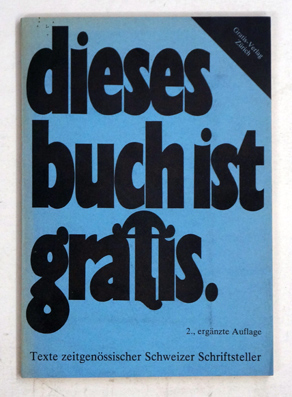 Gratis-Verlag
Zürich
dieses
buch ist
gratis.
2., ergänzte Auflage
Texte zeitgenössischer Schweizer Schriftsteller